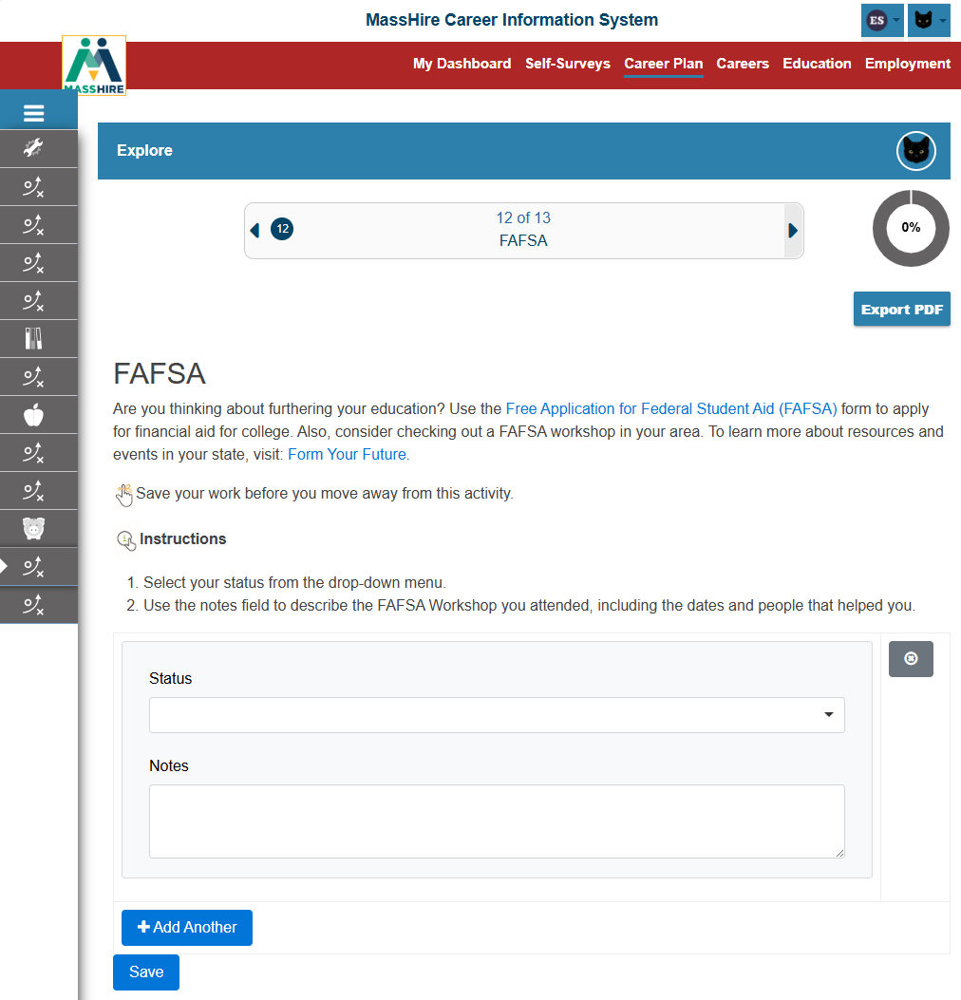 MassHire Career Information System
ES
MASSHIRE
My Dashboard Self-Surveys Career Plan Careers Education Employment
Explore
12
12 of 13
FAFSA
0%
Export PDF
FAFSA
Are you thinking about furthering your education? Use the Free Application for Federal Student Aid (FAFSA) form to apply
for financial aid for college. Also, consider checking out a FAFSA workshop in your area. To learn more about resources and
events in your state, visit: Form Your Future.
Save your work before you move away from this activity.
Instructions
1. Select your status from the drop-down menu.
2. Use the notes field to describe the FAFSA Workshop you attended, including the dates and people that helped you.
Status
Notes
Add Another
Save